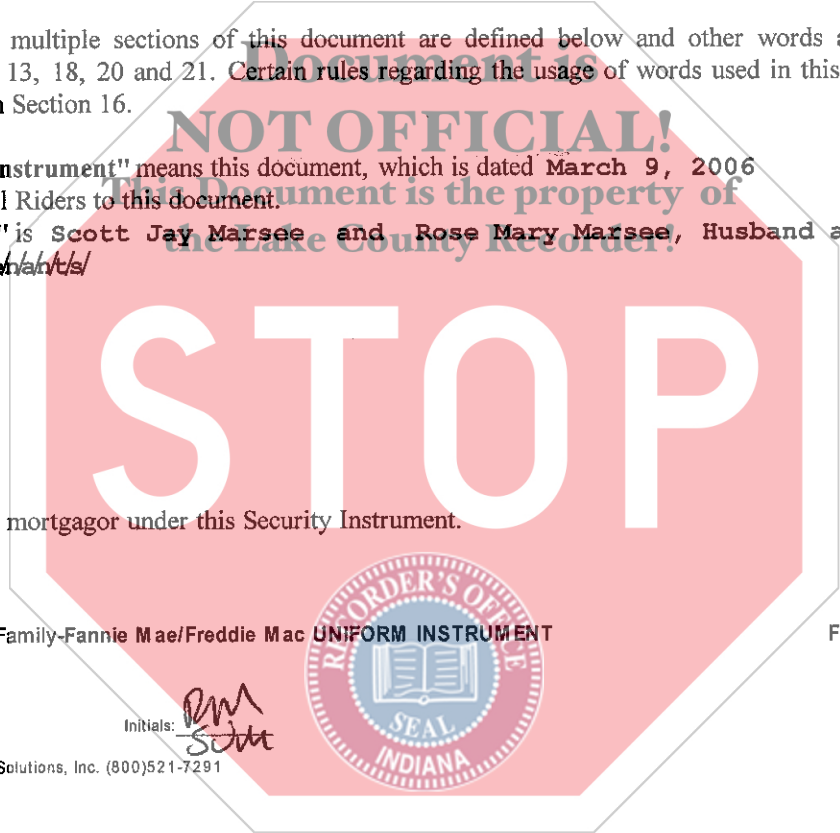 multiple sections of this document are defined below and other words a
Document is
13, 18, 20 and 21. Certain rules regarding the usage of words used in this
n Section 16.
NOT OFFICIAL!
nstrument" means this document, which is dated March 9, 2006
This Document is the property of
l Riders to this document.
" is Scott Jay Marsee and Rose Mary Marsee, Husband a
the Lake County Recorder!
STOP
mortgagor under this Security Instrument.
RECORDER'S OFFICE
Family-Fannie Mae/Freddie Mac UNIFORM INSTRUMENT
F
Initials: RM
SJM
SEAL
INDIANA
Solutions, Inc. (800)521-7291